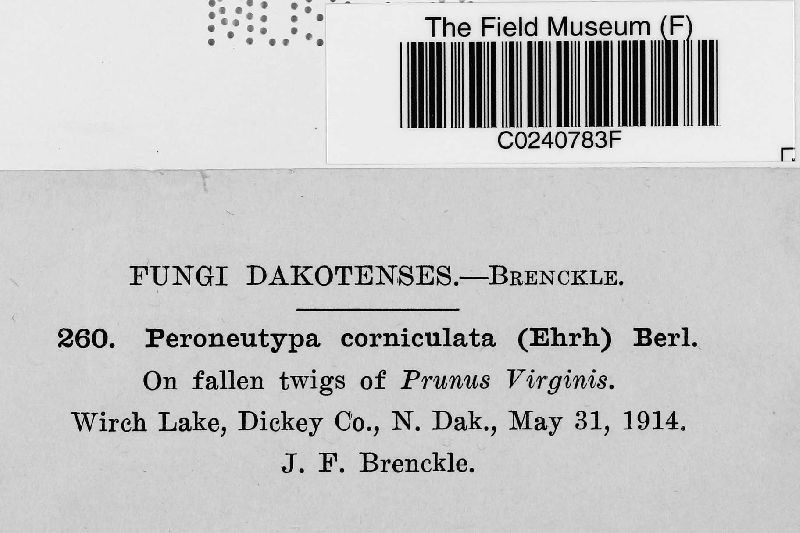 The Field Museum (F)
C0240783F
FUNGI DAKOTENSES.—BRENCKLE.
260. Peroneutypa corniculata (Ehrh) Berl.
On fallen twigs of Prunus Virginis.
Wirch Lake, Dickey Co., N. Dak., May 31, 1914.
J. F. Brenckle.